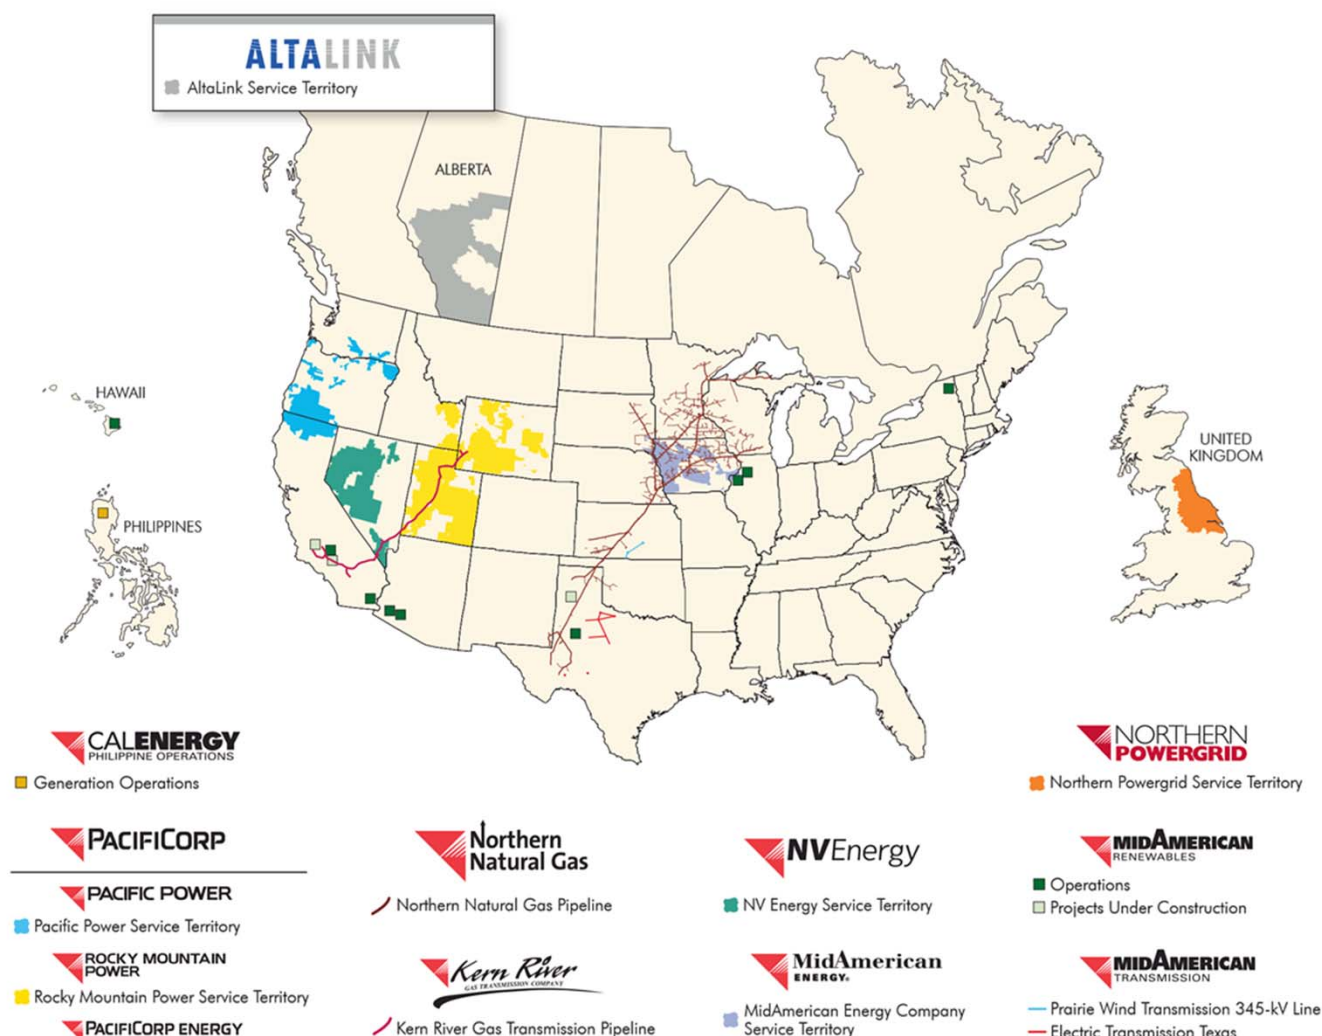 ALTALINK
AltaLink Service Territory
ALBERTA
HAWAII
PHILIPPINES
UNITED
KINGDOM
CALENERGY
PHILIPPINE OPERATIONS
Generation Operations
NORTHERN
POWERGRID
Northern Powergrid Service Territory
PACIFICORP
PACIFIC POWER
Pacific Power Service Territory
ROCKY MOUNTAIN
POWER
Rocky Mountain Power Service Territory
PACIFICORP ENERGY
Northern
Natural Gas
Northern Natural Gas Pipeline
Kern River
GAS TRANSMISSION COMPANY
Kern River Gas Transmission Pipeline
NVEnergy
NV Energy Service Territory
MidAmerican
ENERGY®
MidAmerican Energy Company
Service Territory
MIDAMERICAN
RENEWABLES
Operations
Projects Under Construction
MIDAMERICAN
TRANSMISSION
Prairie Wind Transmission 345-kV Line
Electric Transmission Texas